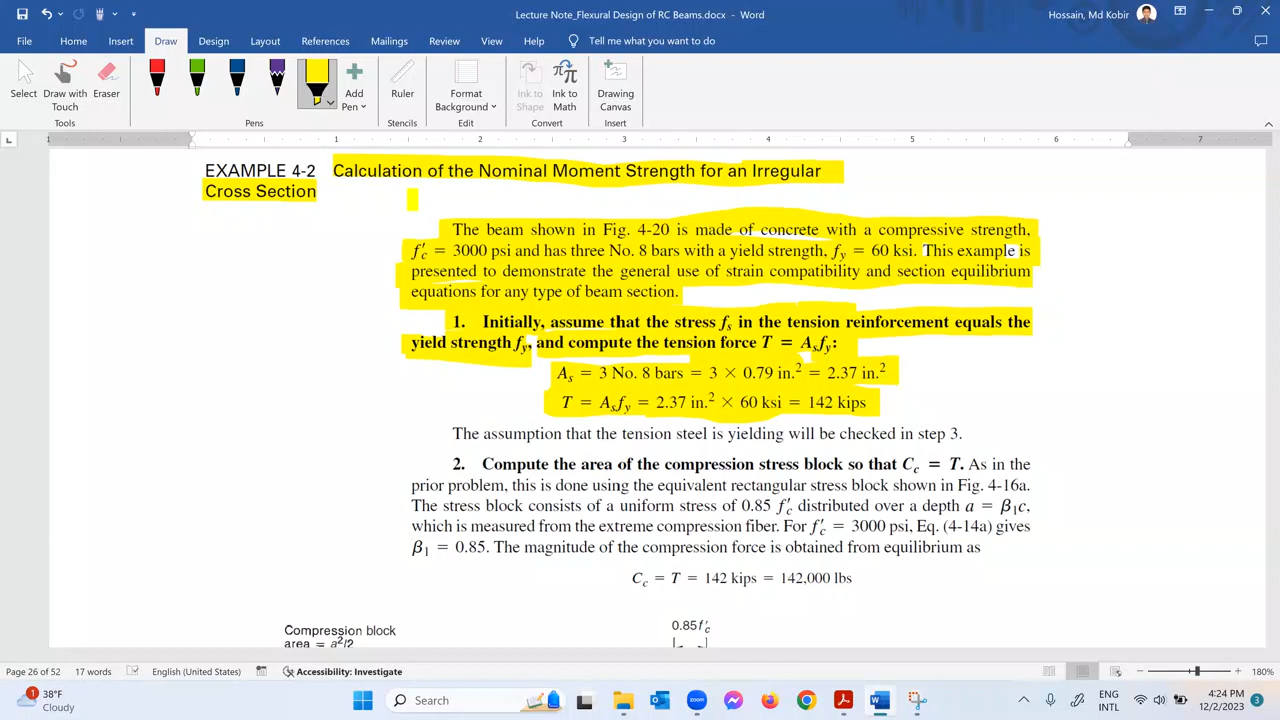 Lecture Note_Flexural Design of RC Beams.docx - Word
Hossain, Md Kobir
File Home Insert Draw Design Layout References Mailings Review View Help Tell me what you want to do
Select
Draw with Touch
Eraser
Add Pen
Ruler
Format Background
Ink to Shape
Ink to Math
Drawing Canvas
Tools Pens Stencils Edit Convert Insert
1 1 2 3 4 5 6 7
EXAMPLE 4-2 Calculation of the Nominal Moment Strength for an Irregular
Cross Section
The beam shown in Fig. 4-20 is made of concrete with a compressive strength,
f′c = 3000 psi and has three No. 8 bars with a yield strength, fy = 60 ksi. This example is
presented to demonstrate the general use of strain compatibility and section equilibrium
equations for any type of beam section.
1. Initially, assume that the stress fs in the tension reinforcement equals the
yield strength fy, and compute the tension force T = Asfy:
As = 3 No. 8 bars = 3 × 0.79 in.² = 2.37 in.²
T = Asfy = 2.37 in.² × 60 ksi = 142 kips
The assumption that the tension steel is yielding will be checked in step 3.
2. Compute the area of the compression stress block so that Cc = T. As in the
prior problem, this is done using the equivalent rectangular stress block shown in Fig. 4-16a.
The stress block consists of a uniform stress of 0.85 f′c distributed over a depth a = β1c,
which is measured from the extreme compression fiber. For f′c = 3000 psi, Eq. (4-14a) gives
β1 = 0.85. The magnitude of the compression force is obtained from equilibrium as
Cc = T = 142 kips = 142,000 lbs
Compression block 0.85f′c
area = a²/2
Page 26 of 52 17 words English (United States) Accessibility: Investigate 180%
1 38°F
Cloudy
Search
zoom
ENG
INTL
4:24 PM
12/2/2023
3